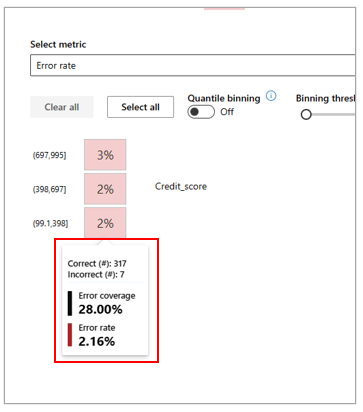 Select metric
Error rate
Clear all
Select all
Quantile binning
Off
Binning thresl
(697,995]
3%
(398,697]
2%
Credit_score
(99.1,398]
2%
Correct (#): 317
Incorrect (#): 7
Error coverage
28.00%
Error rate
2.16%